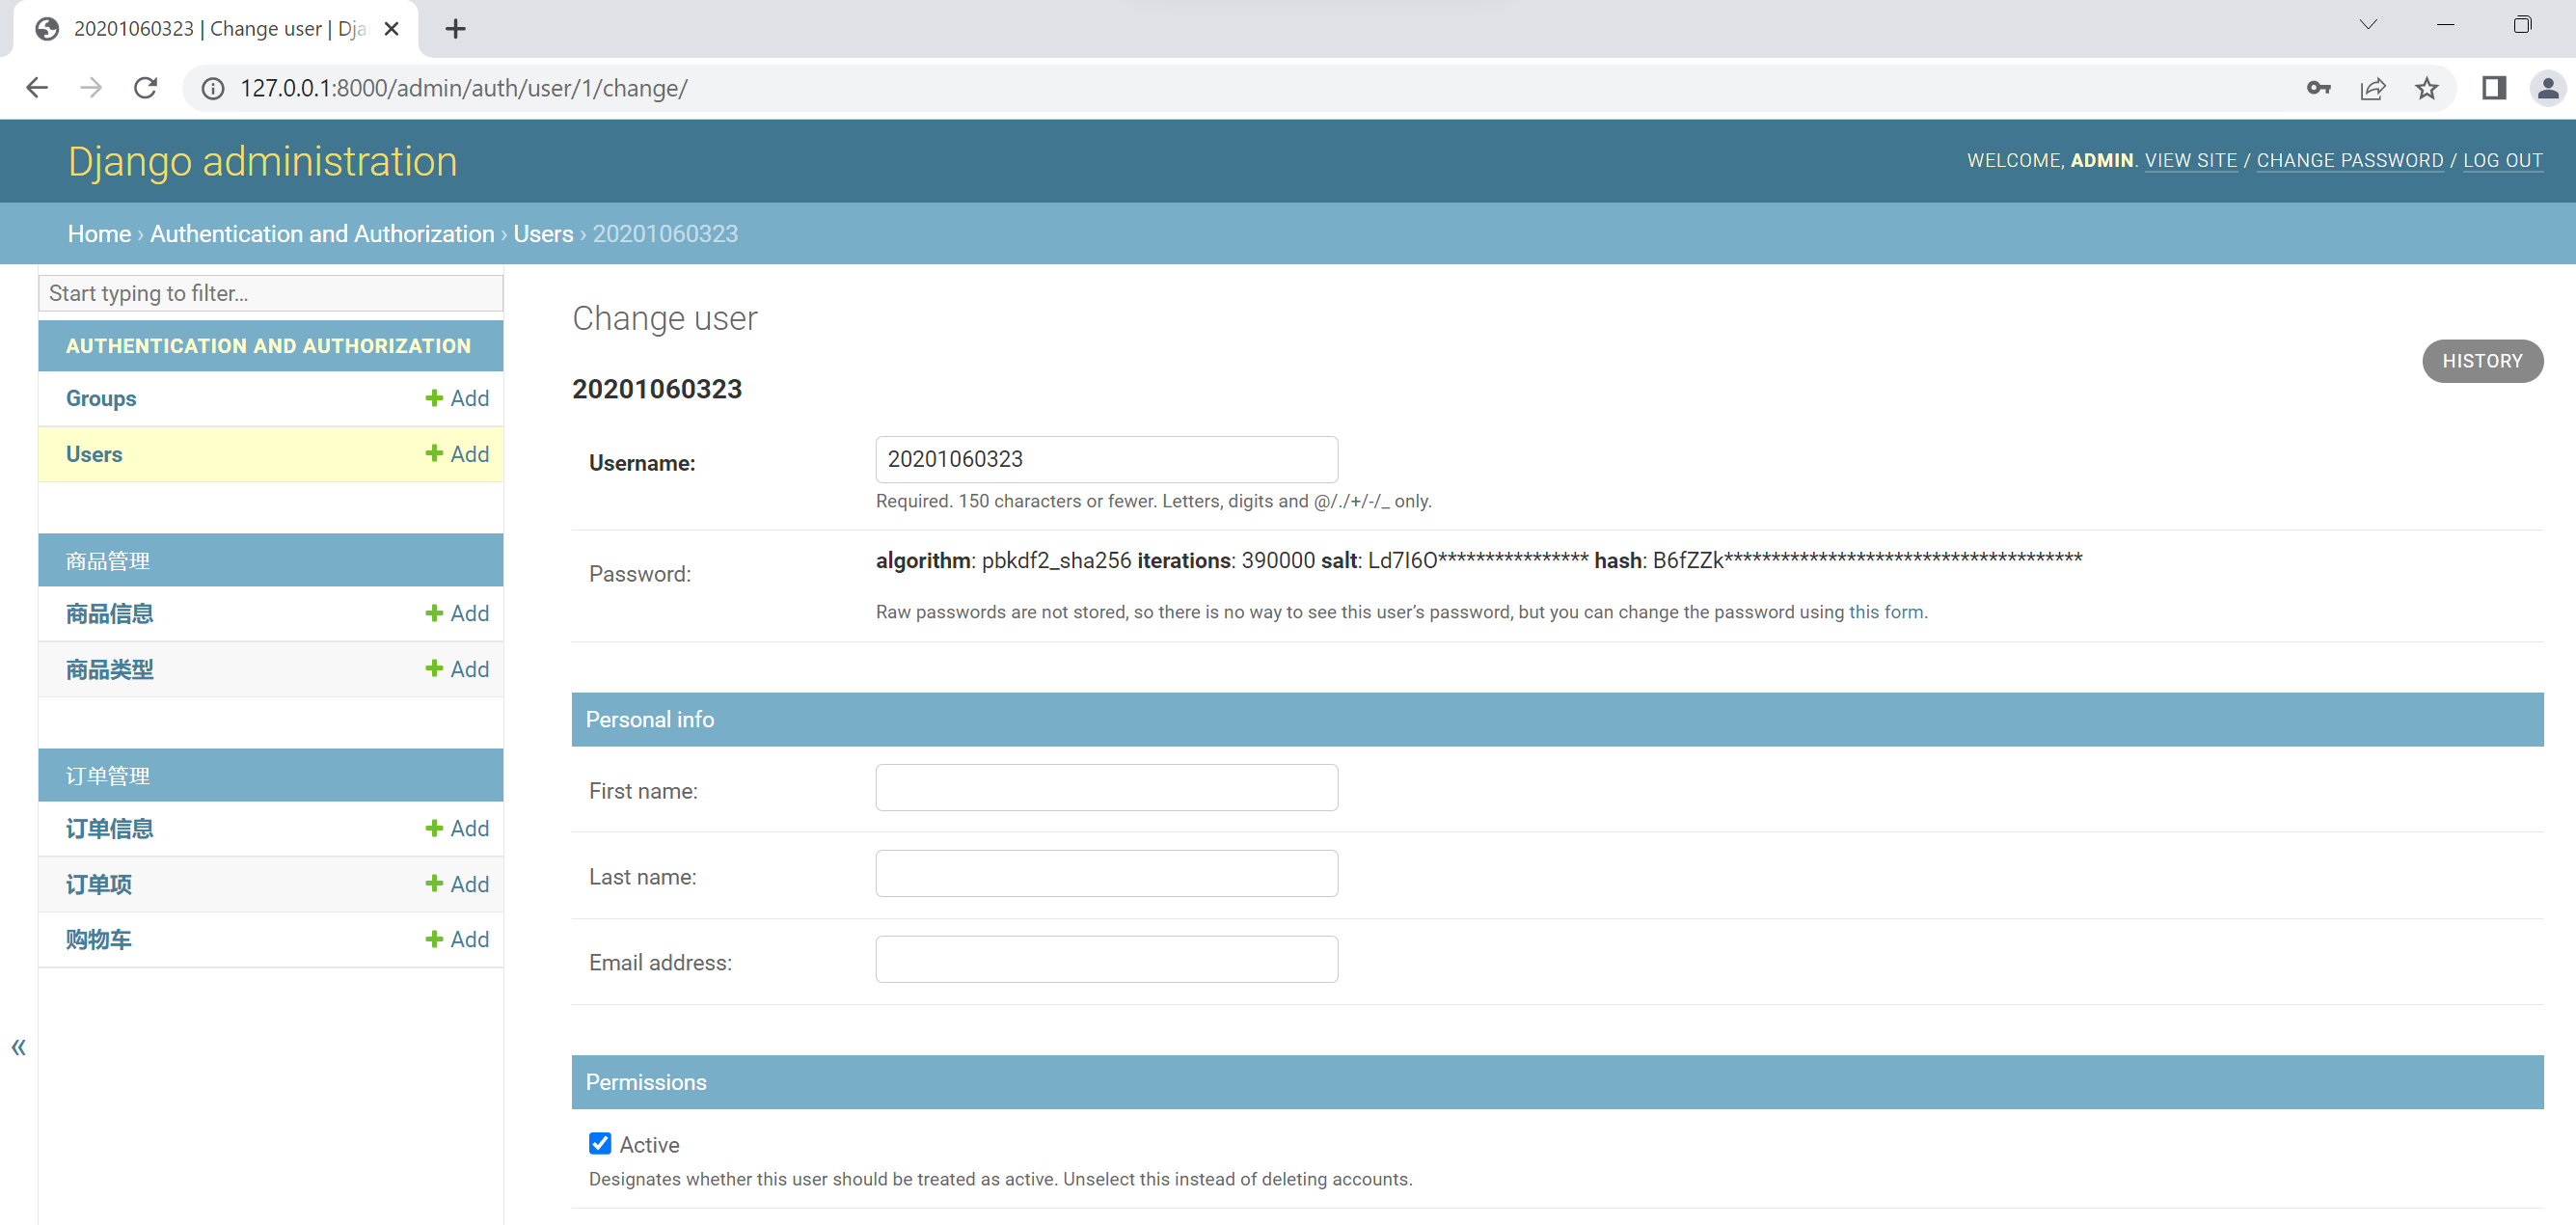 20201060323 | Change user | Dja
127.0.0.1:8000/admin/auth/user/1/change/
Django administration
WELCOME, ADMIN. VIEW SITE / CHANGE PASSWORD / LOG OUT
Home › Authentication and Authorization › Users › 20201060323
Start typing to filter...
AUTHENTICATION AND AUTHORIZATION
Groups
Add
Users
Add
商品管理
商品信息
Add
商品类型
Add
订单管理
订单信息
Add
订单项
Add
购物车
Add
«
Change user
HISTORY
20201060323
Username:
20201060323
Required. 150 characters or fewer. Letters, digits and @/./+/-/_ only.
Password:
algorithm: pbkdf2_sha256 iterations: 390000 salt: Ld7I6O**************** hash: B6fZZk**************************************
Raw passwords are not stored, so there is no way to see this user’s password, but you can change the password using this form.
Personal info
First name:
Last name:
Email address:
Permissions
Active
Designates whether this user should be treated as active. Unselect this instead of deleting accounts.